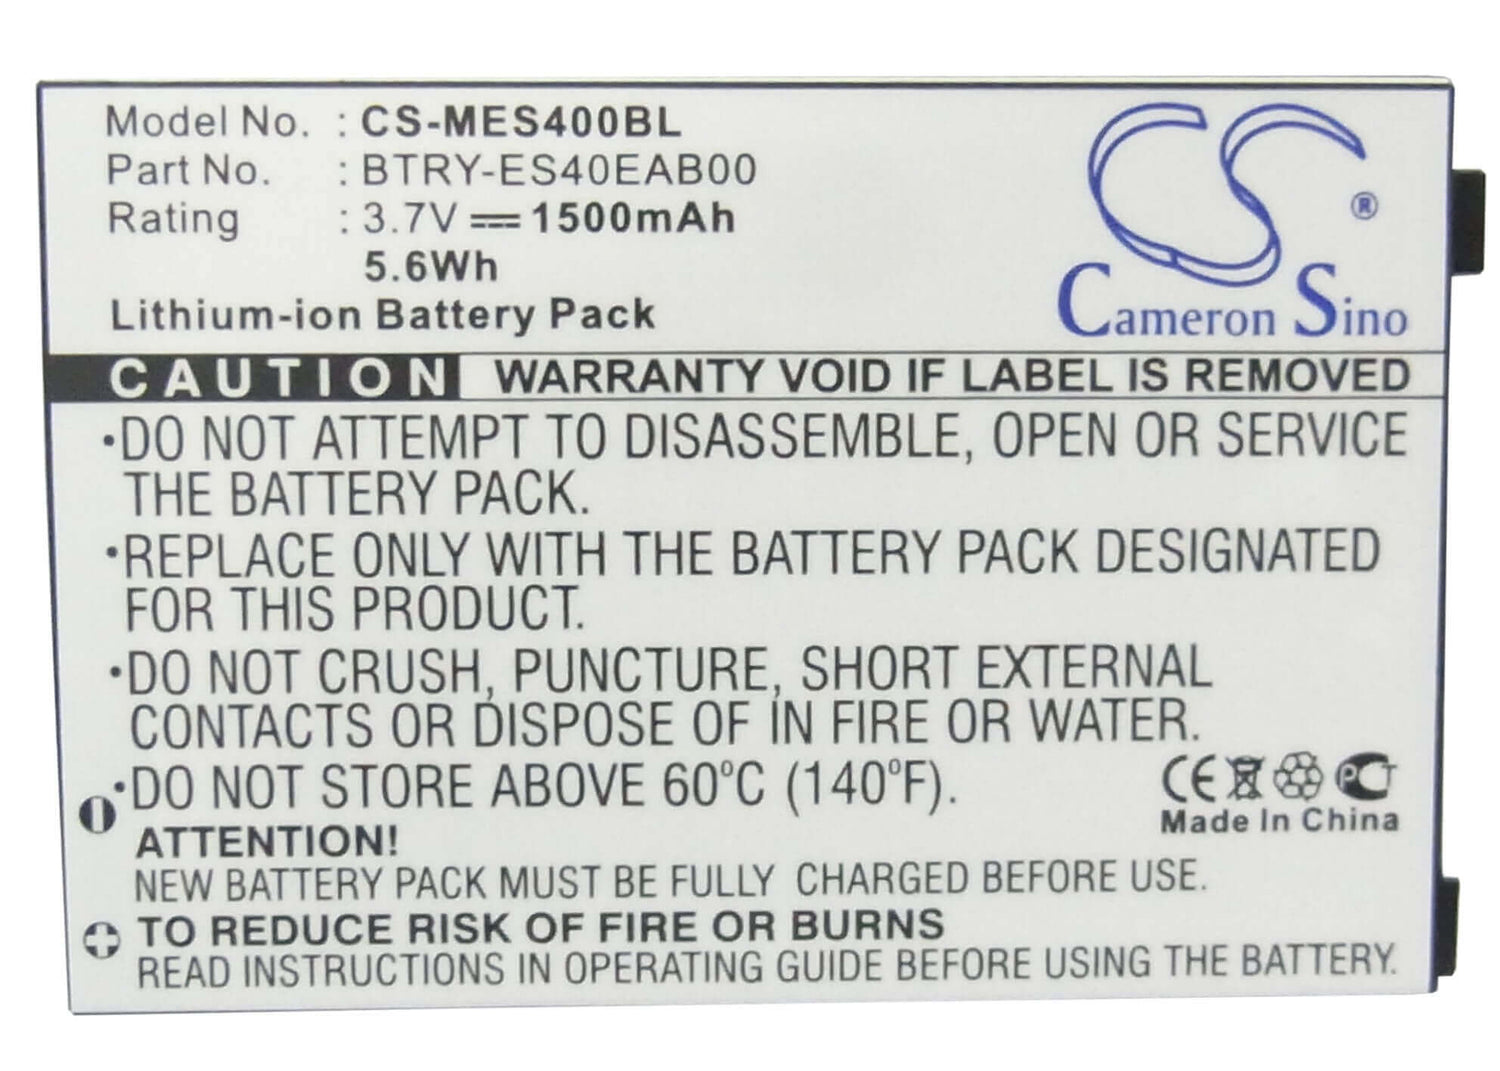 Model No. : CS-MES400BL
Part No. : BTRY-ES40EAB00
Rating : 3.7V ⎓ 1500mAh
5.6Wh
Lithium-ion Battery Pack
CS ®
Cameron Sino
CAUTION WARRANTY VOID IF LABEL IS REMOVED
•DO NOT ATTEMPT TO DISASSEMBLE, OPEN OR SERVICE
THE BATTERY PACK.
•REPLACE ONLY WITH THE BATTERY PACK DESIGNATED
FOR THIS PRODUCT.
•DO NOT CRUSH, PUNCTURE, SHORT EXTERNAL
CONTACTS OR DISPOSE OF IN FIRE OR WATER.
•DO NOT STORE ABOVE 60°C (140°F).
CE PCT
Made In China
ATTENTION!
NEW BATTERY PACK MUST BE FULLY CHARGED BEFORE USE.
TO REDUCE RISK OF FIRE OR BURNS
READ INSTRUCTIONS IN OPERATING GUIDE BEFORE USING THE BATTERY.